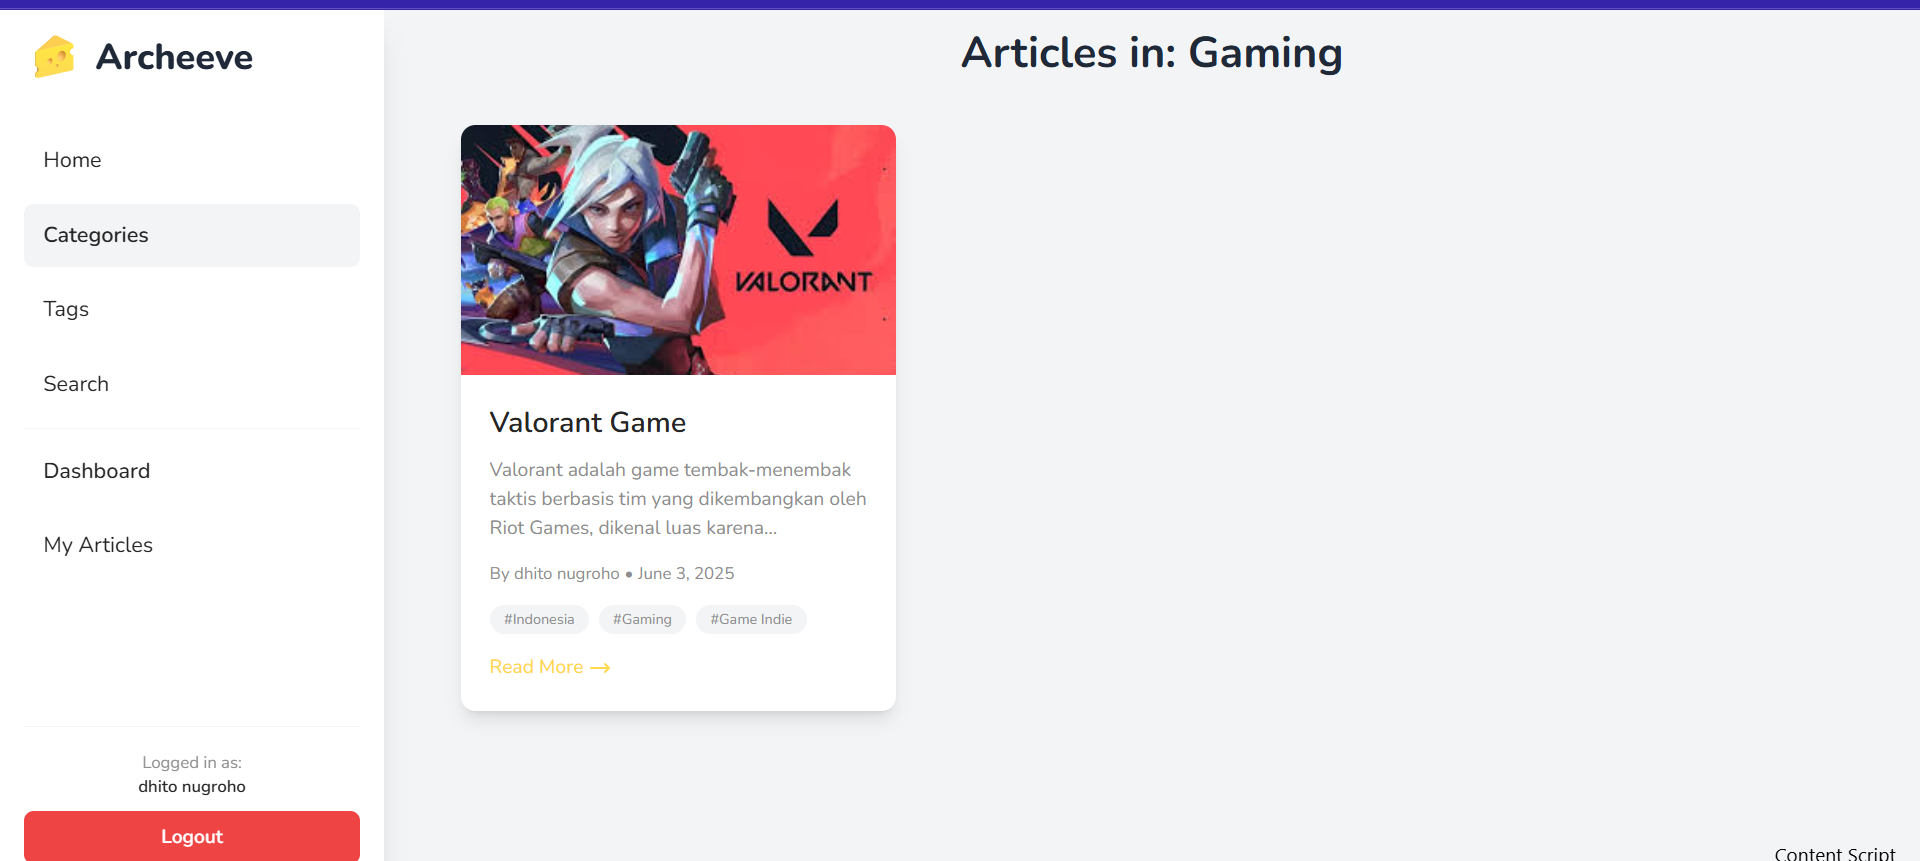 Archeeve
Home
Categories
Tags
Search
Dashboard
My Articles
Logged in as:
dhito nugroho
Logout
Articles in: Gaming
VALORANT
Valorant Game
Valorant adalah game tembak-menembak
taktis berbasis tim yang dikembangkan oleh
Riot Games, dikenal luas karena...
By dhito nugroho • June 3, 2025
#Indonesia
#Gaming
#Game Indie
Read More →
Content Script